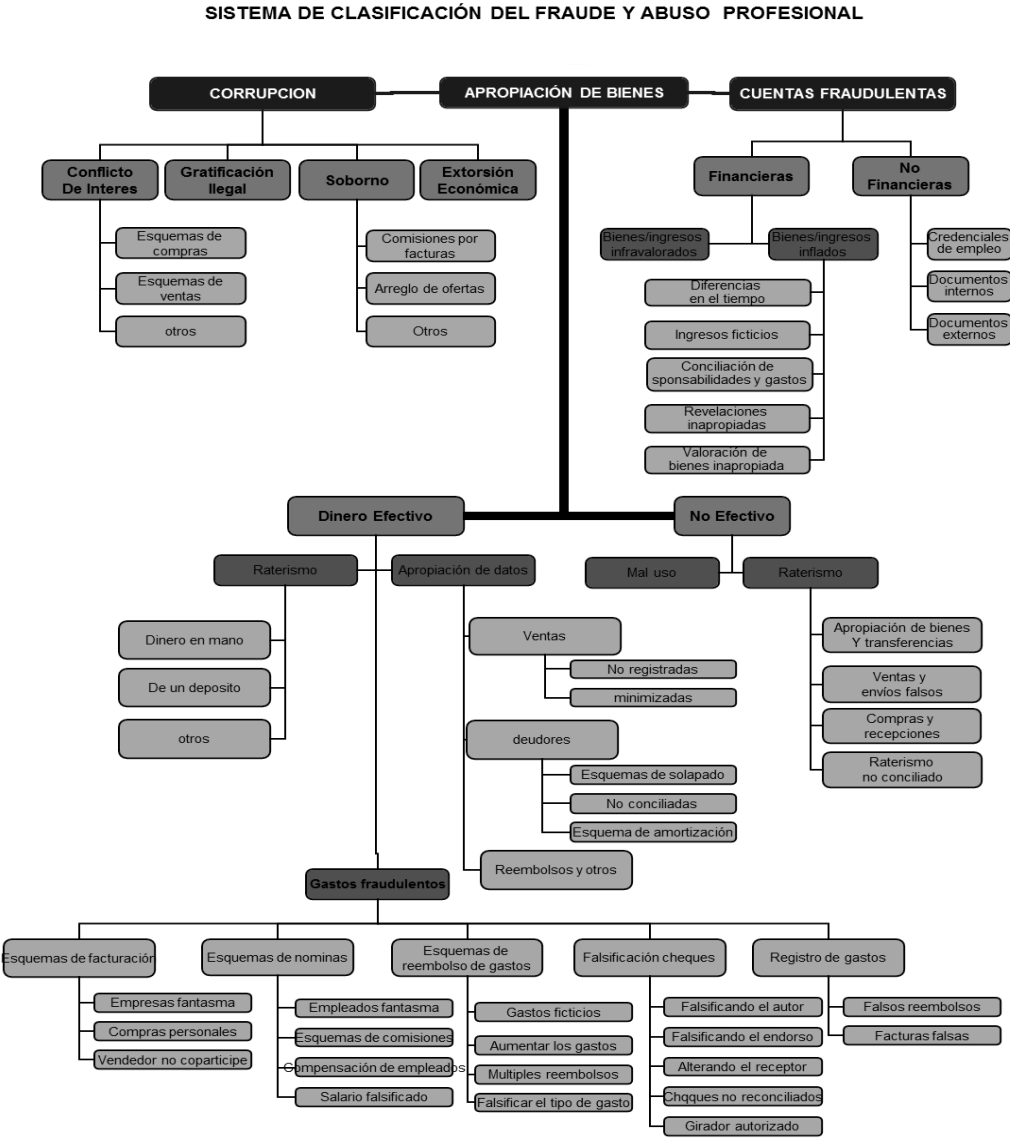 SISTEMA DE CLASIFICACIÓN DEL FRAUDE Y ABUSO PROFESIONAL
CORRUPCION
APROPIACIÓN DE BIENES
CUENTAS FRAUDULENTAS
Conflicto
De Interes
Gratificación
Ilegal
Soborno
Extorsión
Económica
Financieras
No
Financieras
Esquemas de
compras
Esquemas de
ventas
otros
Comisiones por
facturas
Arreglo de ofertas
Otros
Bienes/ingresos
infravalorados
Bienes/ingresos
inflados
Credenciales
de empleo
Documentos
internos
Documentos
externos
Diferencias
en el tiempo
Ingresos ficticios
Conciliación de
sponsabilidades y gastos
Revelaciones
inapropiadas
Valoración de
bienes inapropiada
Dinero Efectivo
No Efectivo
Raterismo
Apropiación de datos
Mal uso
Raterismo
Dinero en mano
De un deposito
otros
Ventas
No registradas
minimizadas
deudores
Esquemas de solapado
No conciliadas
Esquema de amortización
Reembolsos y otros
Apropiación de bienes
Y transferencias
Ventas y
envíos falsos
Compras y
recepciones
Raterismo
no conciliado
Gastos fraudulentos
Esquemas de facturación
Esquemas de nominas
Esquemas de
reembolso de gastos
Falsificación cheques
Registro de gastos
Empresas fantasma
Compras personales
Vendedor no coparticipe
Empleados fantasma
Esquemas de comisiones
Compensación de empleados
Salario falsificado
Gastos ficticios
Aumentar los gastos
Multiples reembolsos
Falsificar el tipo de gasto
Falsificando el autor
Falsificando el endorso
Alterando el receptor
Chqques no reconciliados
Girador autorizado
Falsos reembolsos
Facturas falsas